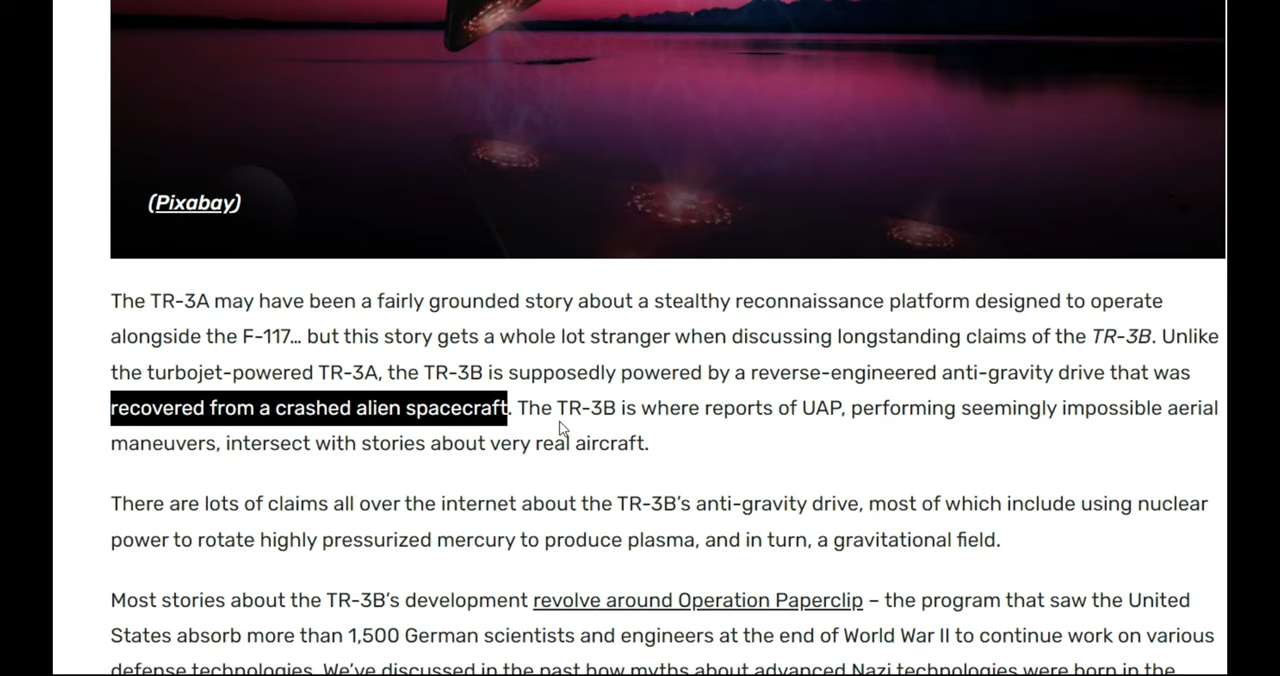 (Pixabay)
The TR-3A may have been a fairly grounded story about a stealthy reconnaissance platform designed to operate
alongside the F-117… but this story gets a whole lot stranger when discussing longstanding claims of the TR-3B. Unlike
the turbojet-powered TR-3A, the TR-3B is supposedly powered by a reverse-engineered anti-gravity drive that was
recovered from a crashed alien spacecraft. The TR-3B is where reports of UAP, performing seemingly impossible aerial
maneuvers, intersect with stories about very real aircraft.
There are lots of claims all over the internet about the TR-3B’s anti-gravity drive, most of which include using nuclear
power to rotate highly pressurized mercury to produce plasma, and in turn, a gravitational field.
Most stories about the TR-3B’s development revolve around Operation Paperclip – the program that saw the United
States absorb more than 1,500 German scientists and engineers at the end of World War II to continue work on various
defense technologies. We’ve discussed in the past how myths about advanced Nazi technologies were born in the